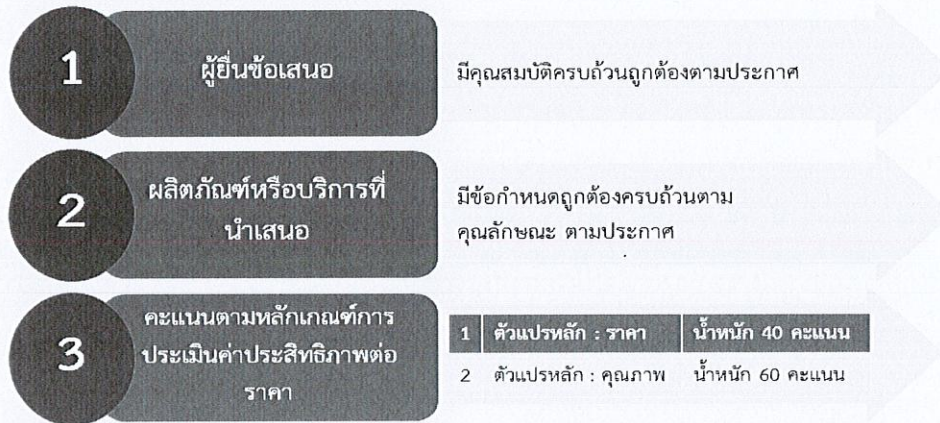 1
ผู้ยื่นข้อเสนอ
มีคุณสมบัติครบถ้วนถูกต้องตามประกาศ
2
ผลิตภัณฑ์หรือบริการที่
นำเสนอ
มีข้อกำหนดถูกต้องครบถ้วนตาม
คุณลักษณะ ตามประกาศ
3
คะแนนตามหลักเกณฑ์การ
ประเมินค่าประสิทธิภาพต่อ
ราคา
1 ตัวแปรหลัก : ราคา น้ำหนัก 40 คะแนน
2 ตัวแปรหลัก : คุณภาพ น้ำหนัก 60 คะแนน